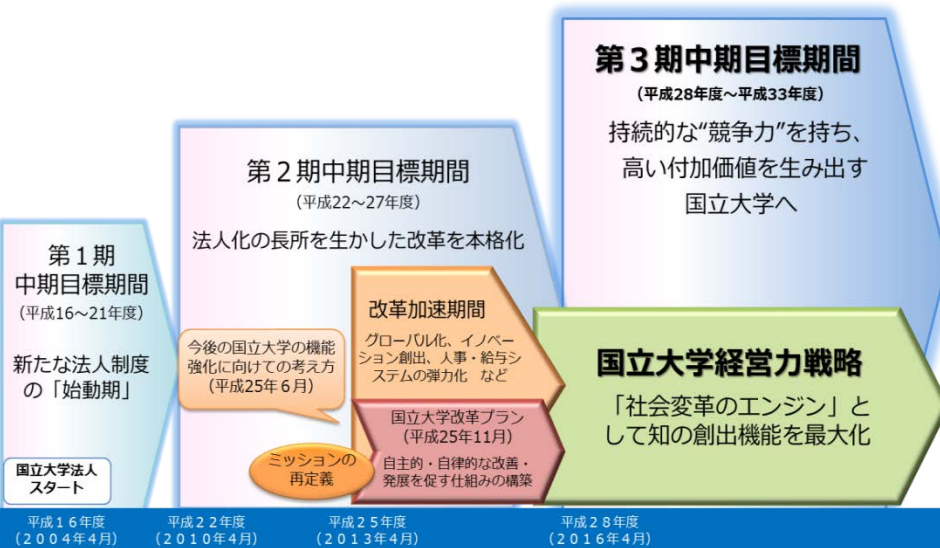 第１期
中期目標期間
（平成16～21年度）
新たな法人制度
の「始動期」
国立大学法人
スタート
第２期中期目標期間
（平成22～27年度）
法人化の長所を生かした改革を本格化
今後の国立大学の機能
強化に向けての考え方
（平成25年６月）
ミッションの
再定義
改革加速期間
グローバル化、イノベー
ション創出、人事・給与シ
ステムの弾力化　など
国立大学改革プラン
（平成25年11月）
自主的・自律的な改善・
発展を促す仕組みの構築
第３期中期目標期間
（平成28年度～平成33年度）
持続的な“競争力”を持ち、
高い付加価値を生み出す
国立大学へ
国立大学経営力戦略
「社会変革のエンジン」と
して知の創出機能を最大化
平成１６年度
（２００４年４月）
平成２２年度
（２０１０年４月）
平成２５年度
（２０１３年４月）
平成２８年度
（２０１６年４月）